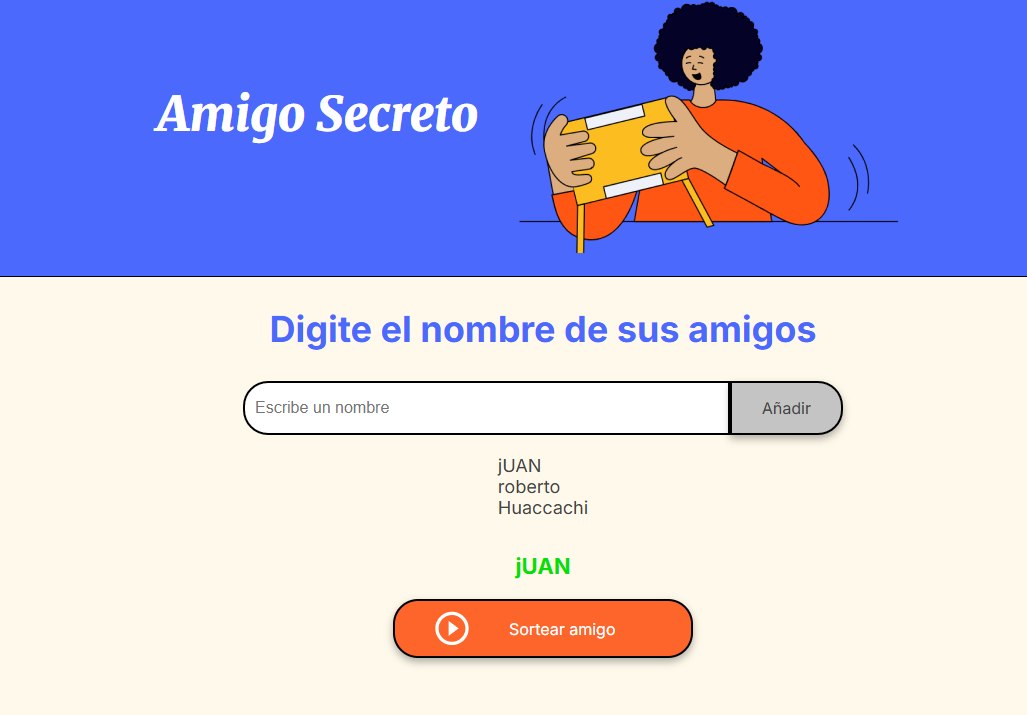 Amigo Secreto
Digite el nombre de sus amigos
Escribe un nombre
Añadir
jUAN
roberto
Huaccachi
jUAN
Sortear amigo